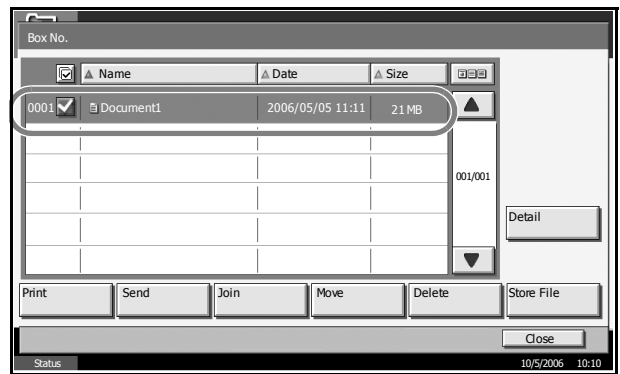 Box No.
Name Date Size
0001 Document1 2006/05/05 11:11 21 MB
001/001
Detail
Print Send Join Move Delete Store File
Close
Status 10/5/2006 10:10